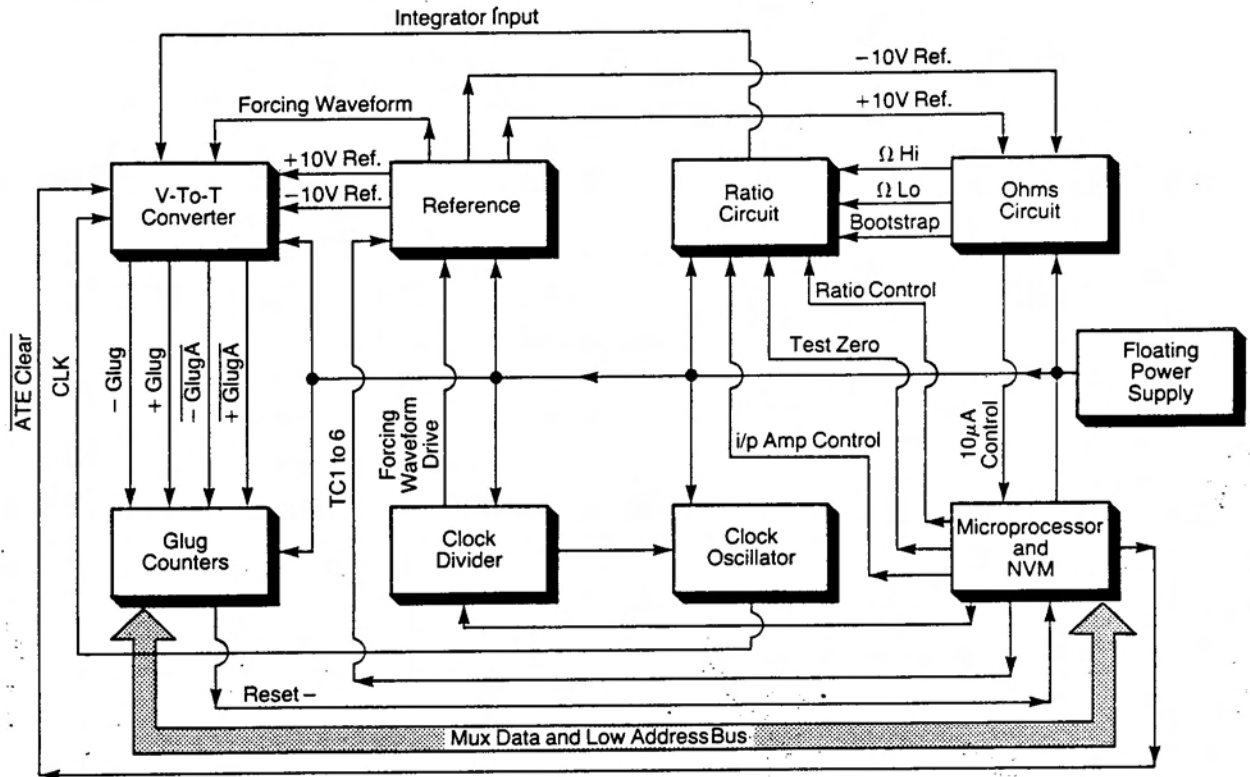 Integrator Input
−10V Ref.
Forcing Waveform
+10V Ref.
+10V Ref.
−10V Ref.
V-To-T
Converter
Reference
Ratio
Circuit
Ω Hi
Ω Lo
Bootstrap
Ohms
Circuit
Ratio Control
Test Zero
Floating
Power
Supply
ATE Clear
CLK
− Glug
+ Glug
− GlugA
+ GlugA
TC1 to 6
Forcing
Waveform
Drive
i/p Amp Control
10μA
Control
Glug
Counters
Clock
Divider
Clock
Oscillator
Microprocessor
and
NVM
Reset −
Mux Data and Low Address Bus